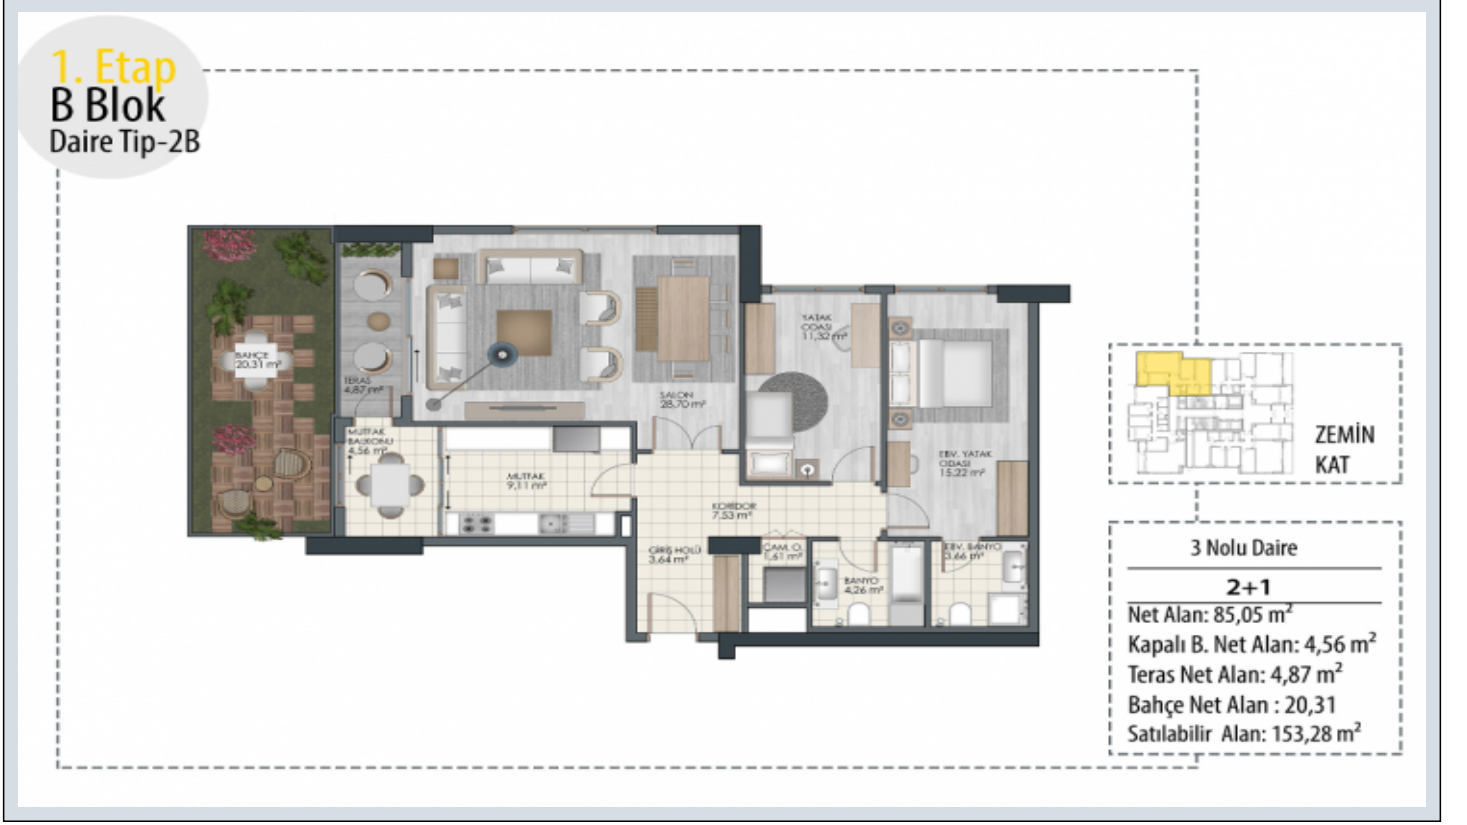 1. Etap
B Blok
Daire Tip-2B
BAHÇE
20,31 m²
TERAS
4,87 m²
MUTFAK
BALKONU
4,56 m²
MUTFAK
9,11 m²
SALON
28,70 m²
YATAK
ODASI
11,32 m²
EBV. YATAK
ODASI
15,22 m²
KORİDOR
7,53 m²
GİRİŞ HOLÜ
3,64 m²
ÇAM. O.
1,61 m²
BANYO
4,26 m²
EBV. BANYO
3,66 m²
ZEMİN
KAT
3 Nolu Daire
2+1
Net Alan: 85,05 m²
Kapalı B. Net Alan: 4,56 m²
Teras Net Alan: 4,87 m²
Bahçe Net Alan : 20,31
Satılabilir Alan: 153,28 m²